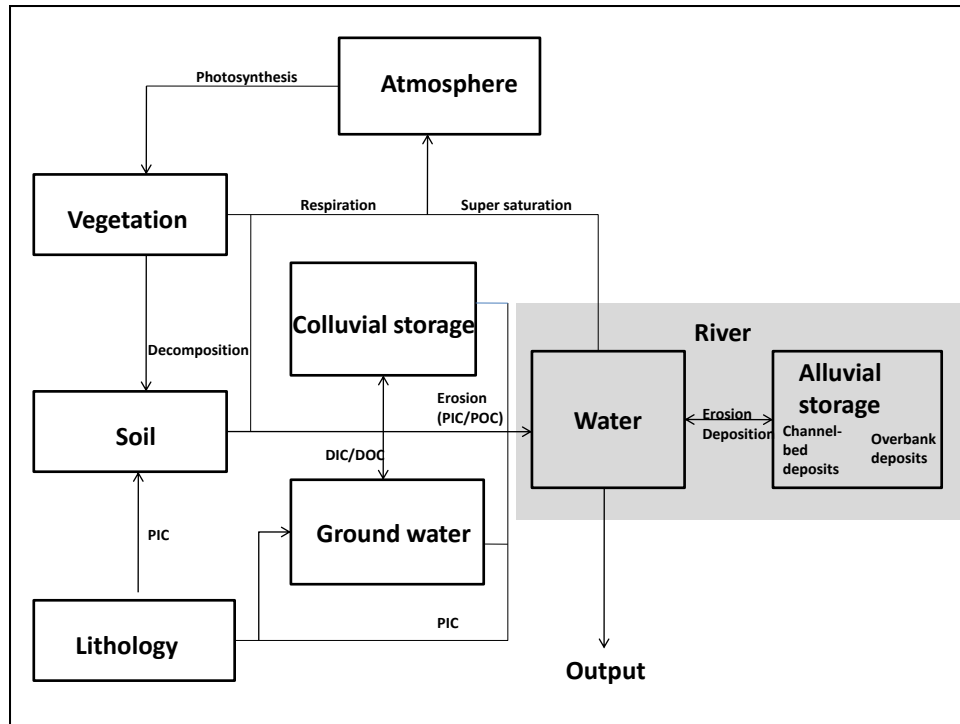 Photosynthesis
Atmosphere
Vegetation
Respiration
Super saturation
Colluvial storage
River
Decomposition
Alluvial
storage
Soil
Erosion
(PIC/POC)
Water
Erosion
Deposition
Channel-
bed
deposits
Overbank
deposits
DIC/DOC
PIC
Ground water
Lithology
PIC
Output